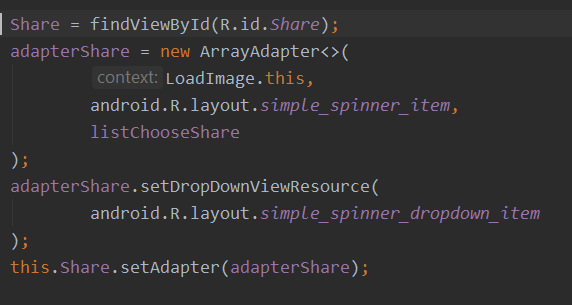 Share = findViewById(R.id.Share);
adapterShare = new ArrayAdapter<>(
context: LoadImage.this,
android.R.layout.simple_spinner_item,
listChooseShare
);
adapterShare.setDropDownViewResource(
android.R.layout.simple_spinner_dropdown_item
);
this.Share.setAdapter(adapterShare);